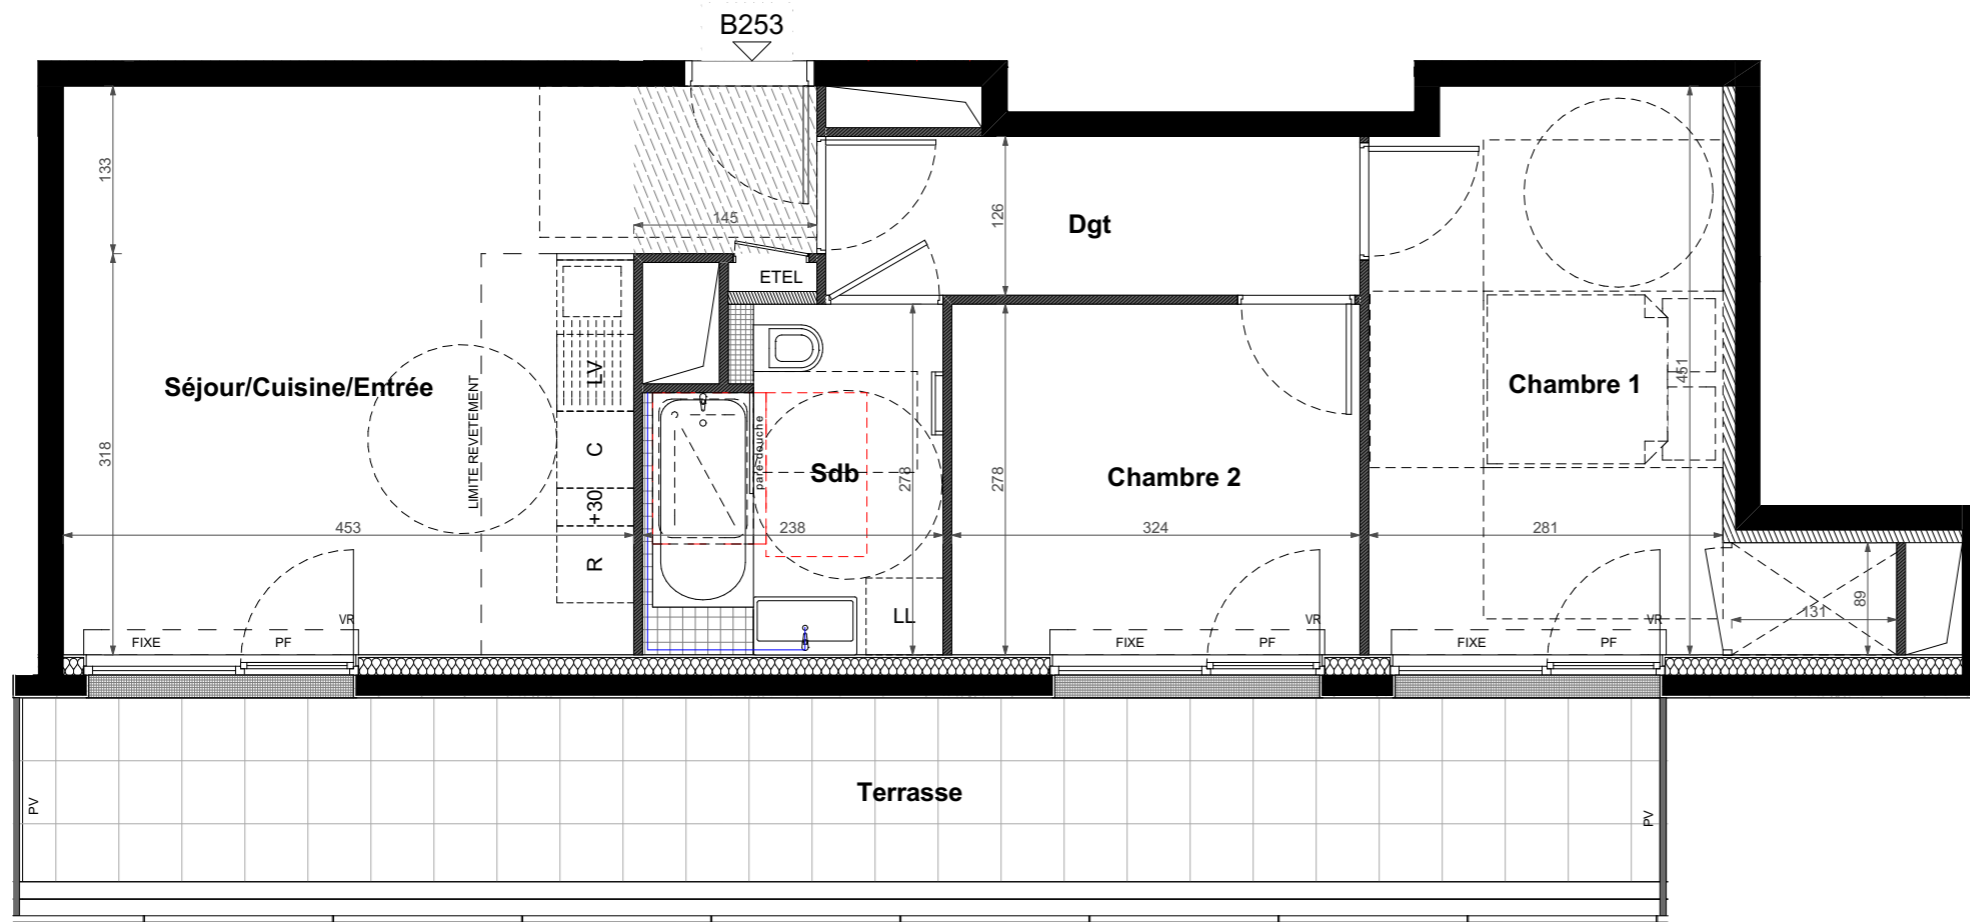 B253
133
145
126
Dgt
ETEL
Séjour/Cuisine/Entrée
LIMITE REVETEMENT
LV
C
+30
R
318
453
pare-douche
Sdb
278
238
LL
278
Chambre 2
324
Chambre 1
451
281
131
89
FIXE
PF
VR
FIXE
PF
VR
FIXE
PF
VR
Terrasse
PV
PV